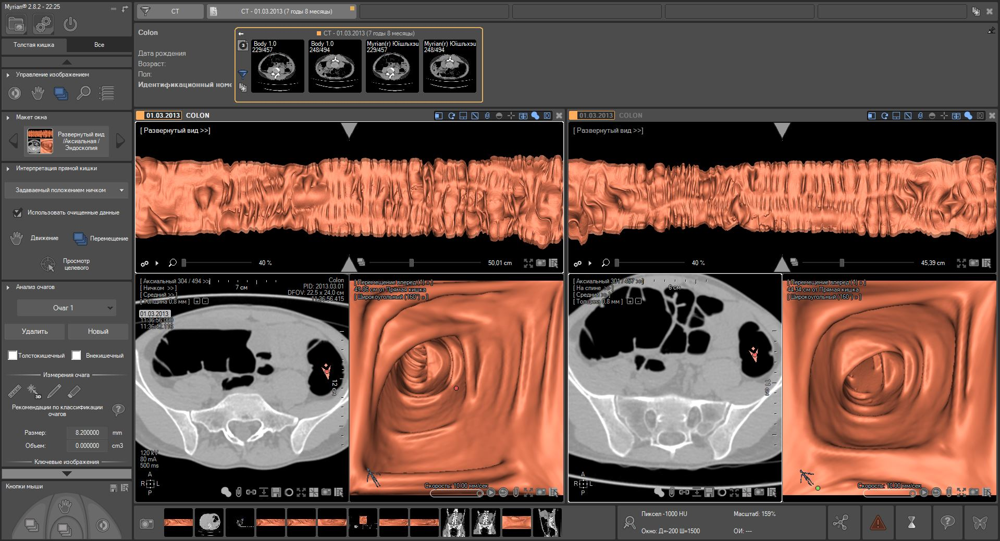 Myrian® 2.8.2 - 22:25
Толстая кишка
Все
Управление изображением
Макет окна
Развернутый вид
/Аксиальная /
Эндоскопия
Интерпретация прямой кишки
Задаваемый положением ничком
Использовать очищенные данные
Движение
Перемещение
Просмотр
целевого
Анализ очагов
Очаг 1
Удалить
Новый
Толстокишечный
Внекишечный
Измерения очага
3D
Рекомендации по классификации
очагов
Размер:
8.200000
mm
Объем:
0.000000
cm3
Ключевые изображения
Кнопки мыши
CT
3
CT - 01.03.2013 (7 годы 8 месяцы)
Colon
Дата рождения
Возраст:
Пол:
Идентификационный номе
CT - 01.03.2013 (7 годы 8 месяцы)
3
Body 1.0
229/457
Body 1.0
248/494
Myrian(r)
229/457
Myrian(r)
248/494
01.03.2013
COLON
[ Развернутый вид >>]
40 %
50,01 cm
01.03.2013
COLON
[ Развернутый вид >>]
40 %
45,39 cm
[ Аксиальный 304 / 494 >>]
[ Ничком >>]
[ Средний >>]
[ Толщина 0,8 мм ]
7 см
Colon
PID: 2013.03.01
DFOV: 22,5 x 24,0 см
11:36:56.415
01.03.2013
11:36:56.000
11:36:42.116
12 см
120 kV
80 mA
500 ms
A
R
L
P
[ Перемещение вперед (1) » ]
49,86 см от Прямая кишка
[ Широкоугольный (160°) » ]
Скорость: 10.00 мм/сек
[ Аксиальный 301 / 457 >>]
[ На спине >>]
[ Средний >>]
[ Толщина 0,8 мм ]
6 см
11 см
A
R
L
P
[ Перемещение вперед (1) » ]
44,34 см от Прямая кишка
[ Широкоугольный (160°) » ]
Скорость: 10.00 мм/сек
Пиксел -1000 HU
Масштаб: 159%
Окно: Д=-200 Ш=1500
ОИ: ---